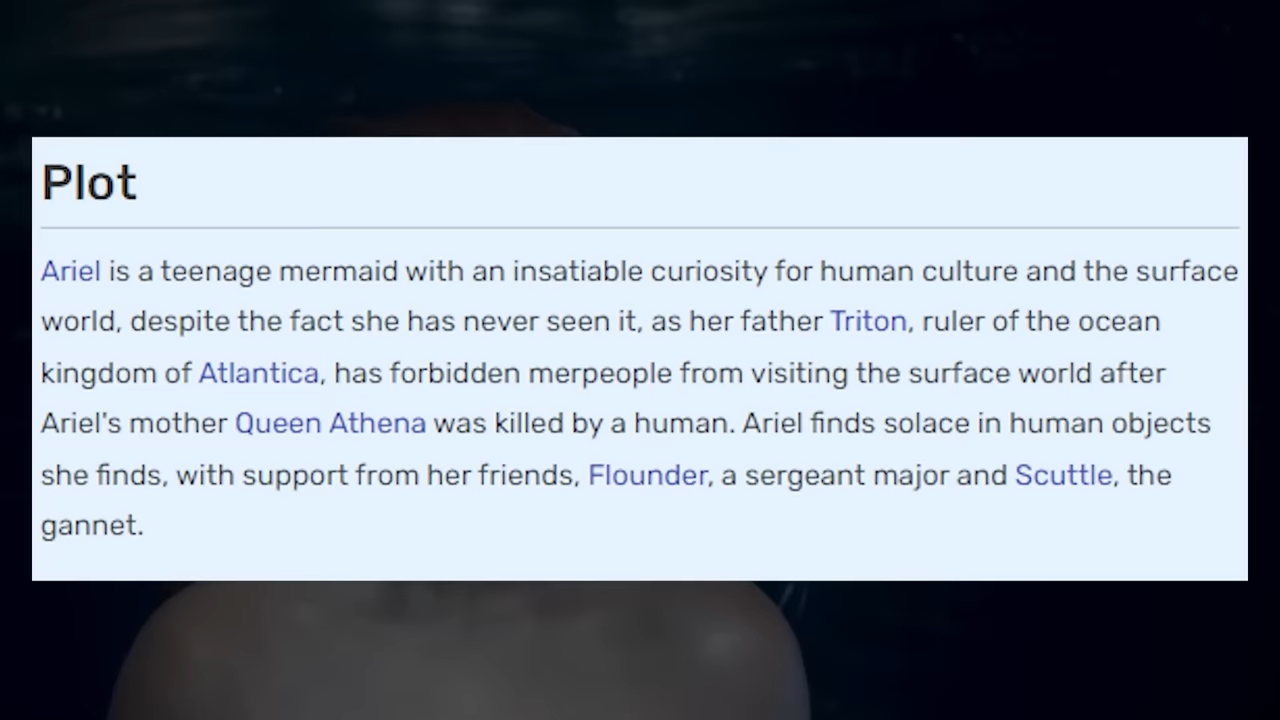 Plot
Ariel is a teenage mermaid with an insatiable curiosity for human culture and the surface
world, despite the fact she has never seen it, as her father Triton, ruler of the ocean
kingdom of Atlantica, has forbidden merpeople from visiting the surface world after
Ariel's mother Queen Athena was killed by a human. Ariel finds solace in human objects
she finds, with support from her friends, Flounder, a sergeant major and Scuttle, the
gannet.